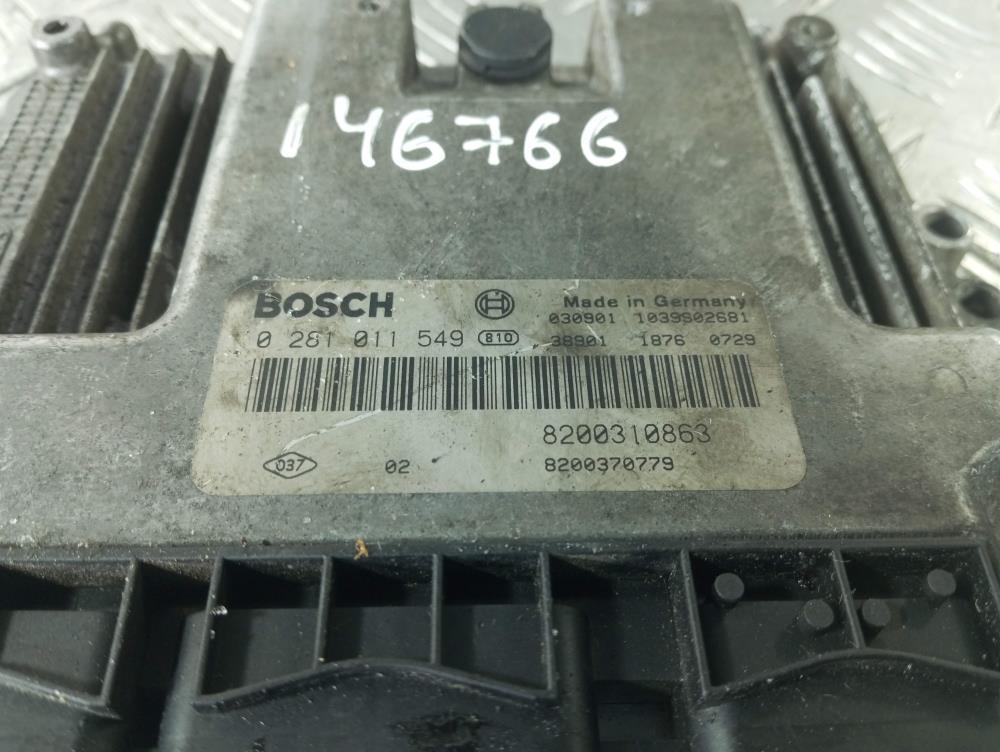 146766
BOSCH
Made in Germany
030901 1039S02681
0 281 011 549 810 38901 1876 0729
8200310863
037 02 8200370779